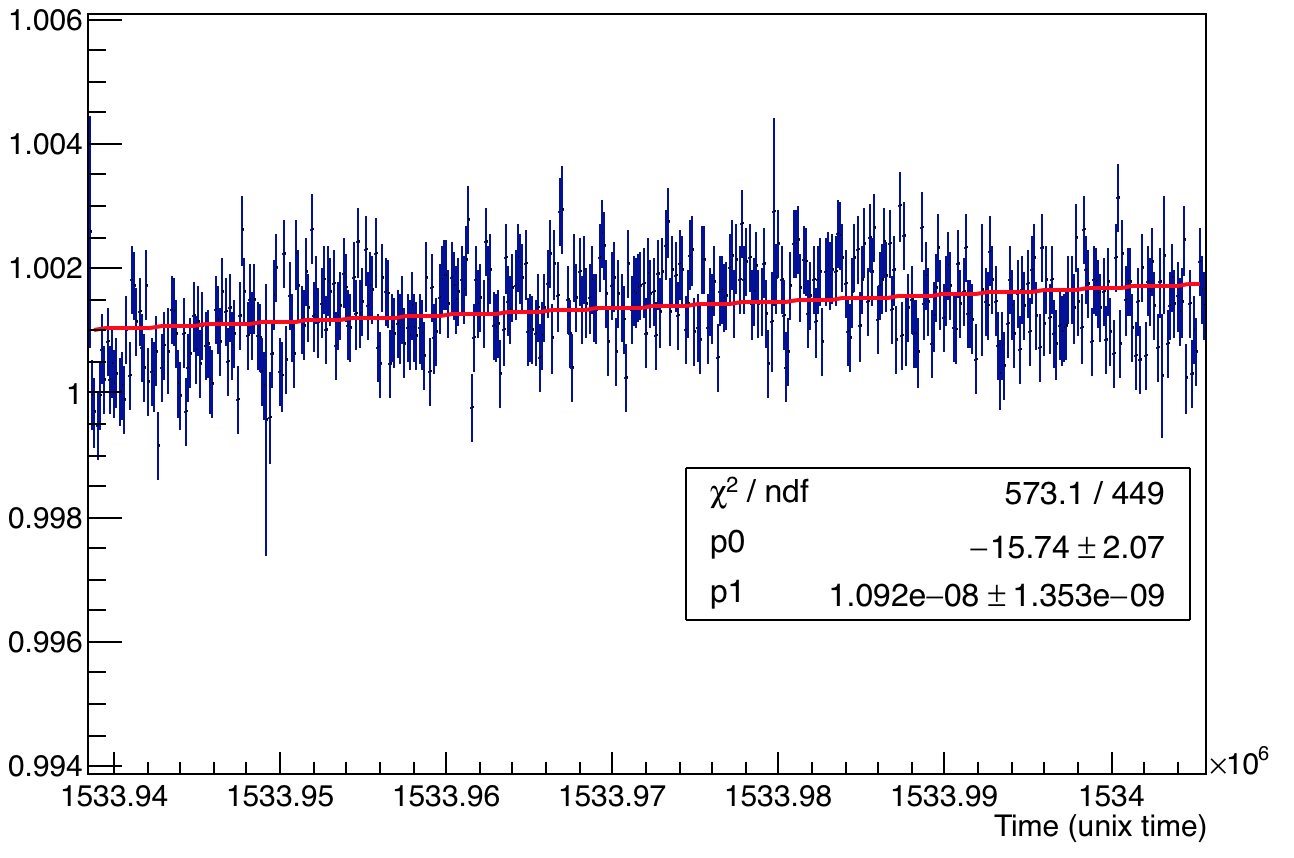 1.006
1.004
1.002
1
0.998
0.996
0.994
χ² / ndf 573.1 / 449
p0 −15.74 ± 2.07
p1 1.092e−08 ± 1.353e−09
×10⁶
1533.94 1533.95 1533.96 1533.97 1533.98 1533.99 1534
Time (unix time)